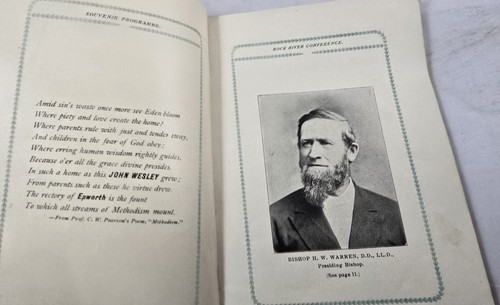 SOUVENIR PROGRAMME.
Amid sin's waste once more see Eden bloom
Where piety and love create the home!
Where parents rule with just and tender sway,
And children in the fear of God obey;
Where erring human wisdom rightly guides,
Because o'er all the grace divine presides.
In such a home as this JOHN WESLEY grew;
From parents such as these he virtue drew.
The rectory of Epworth is the fount
To which all streams of Methodism mount.
—From Prof. C. W. Pearson's Poem, "Methodism."
ROCK RIVER CONFERENCE.
BISHOP H. W. WARREN, D.D., LL.D.,
Presiding Bishop.
(See page 11.)